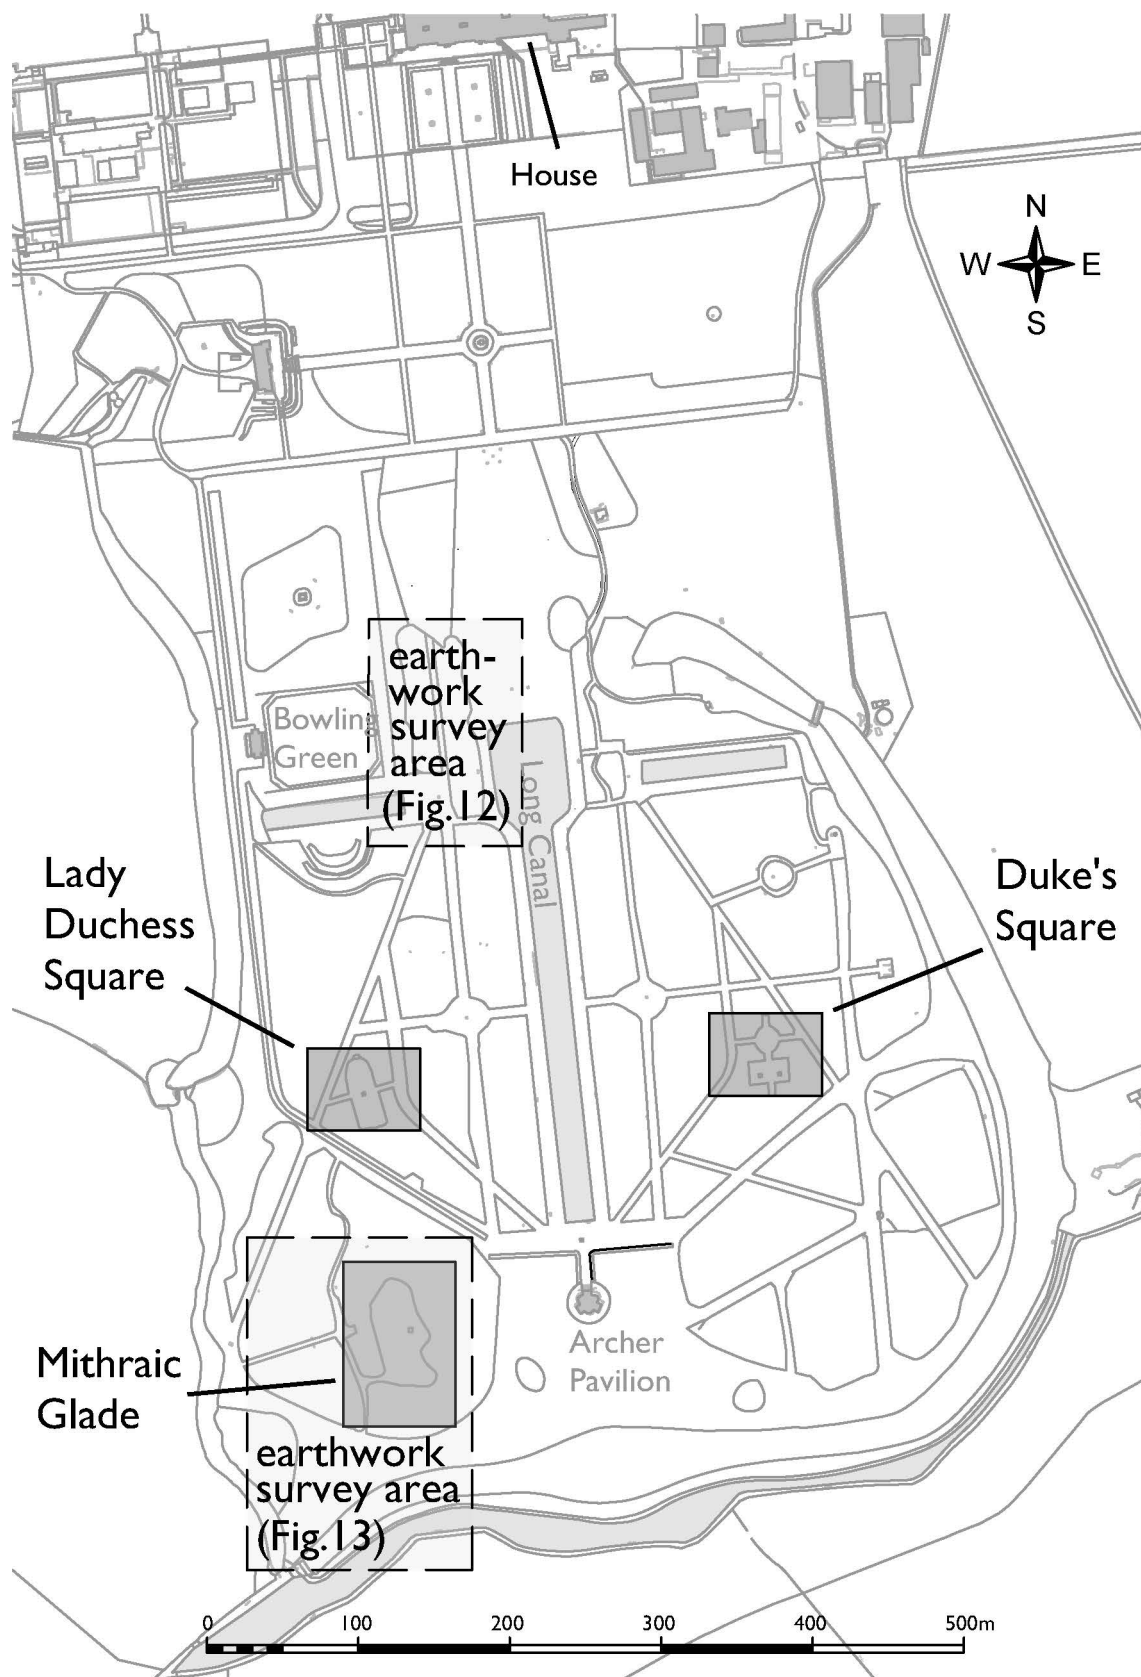 House
N
W E
S
earth-
work
survey
area
(Fig.12)
Bowling
Green
Long Canal
Lady
Duchess
Square
Duke's
Square
Mithraic
Glade
Archer
Pavilion
earthwork
survey area
(Fig.13)
0 100 200 300 400 500m